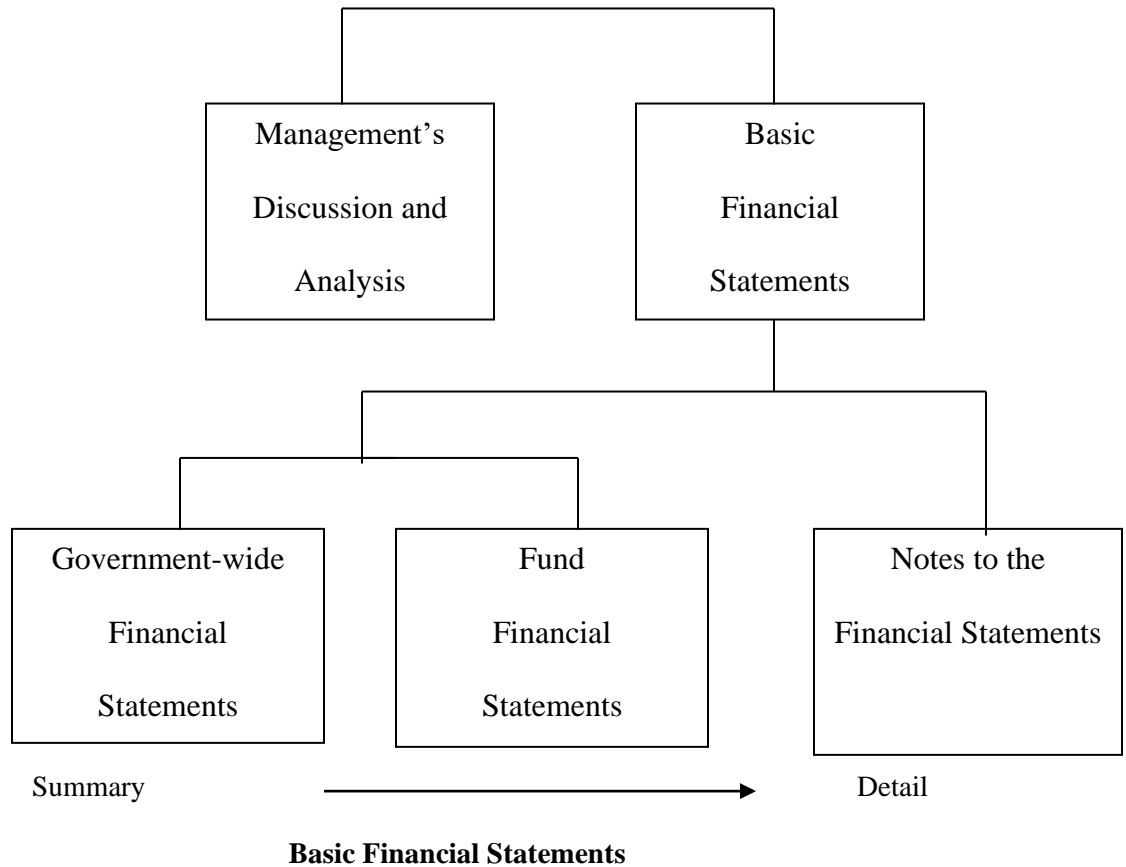 Management’s
Discussion and
Analysis
Basic
Financial
Statements
Government-wide
Financial
Statements
Fund
Financial
Statements
Notes to the
Financial Statements
Summary
Detail
Basic Financial Statements